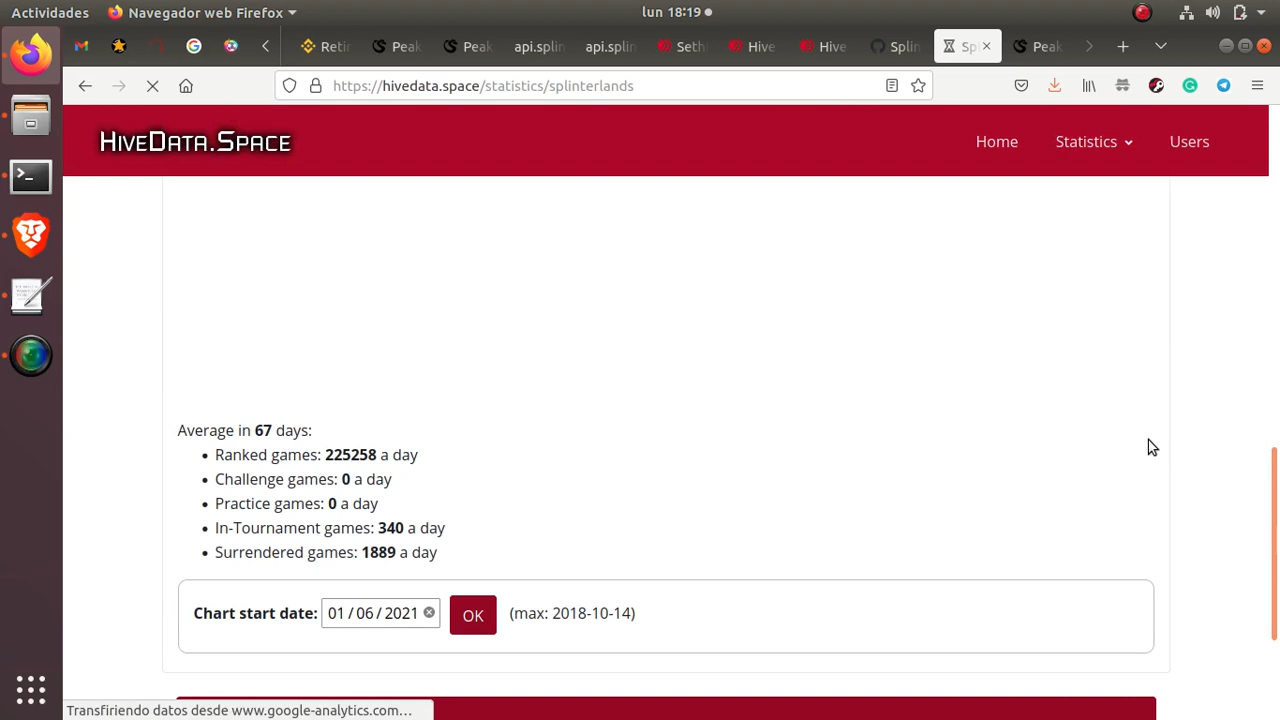 Actividades Navegador web Firefox lun 18:19
Retir Peak Peak api.splin api.splin Seth Hive Hive Splin Sp Peak
https://hivedata.space/statistics/splinterlands
HiveData.Space Home Statistics Users
Average in 67 days:
Ranked games: 225258 a day
Challenge games: 0 a day
Practice games: 0 a day
In-Tournament games: 340 a day
Surrendered games: 1889 a day
Chart start date: 01 / 06 / 2021 OK (max: 2018-10-14)
Transfiriendo datos desde www.google-analytics.com…